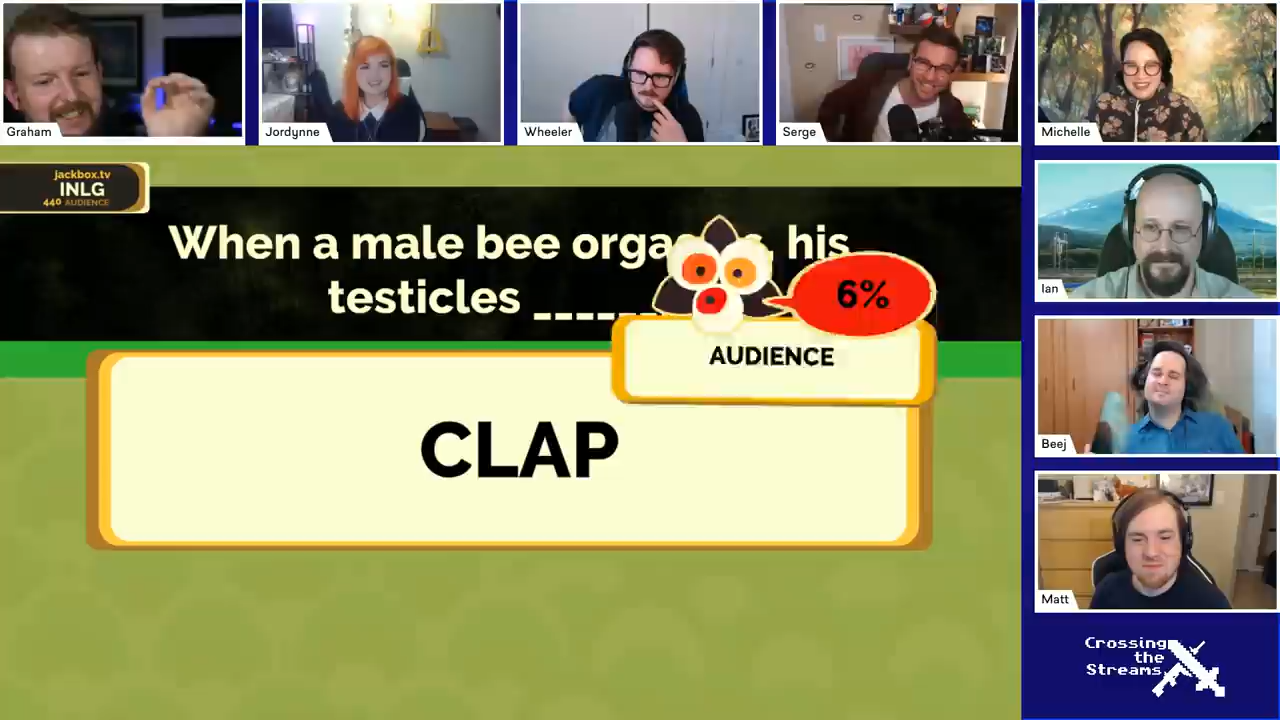 Graham
Jordynne
Wheeler
Serge
Michelle
jackbox.tv
INLG
440 AUDIENCE
When a male bee his
testicles ______
6%
AUDIENCE
CLAP
Ian
Beej
Matt
Crossing
the
Streams